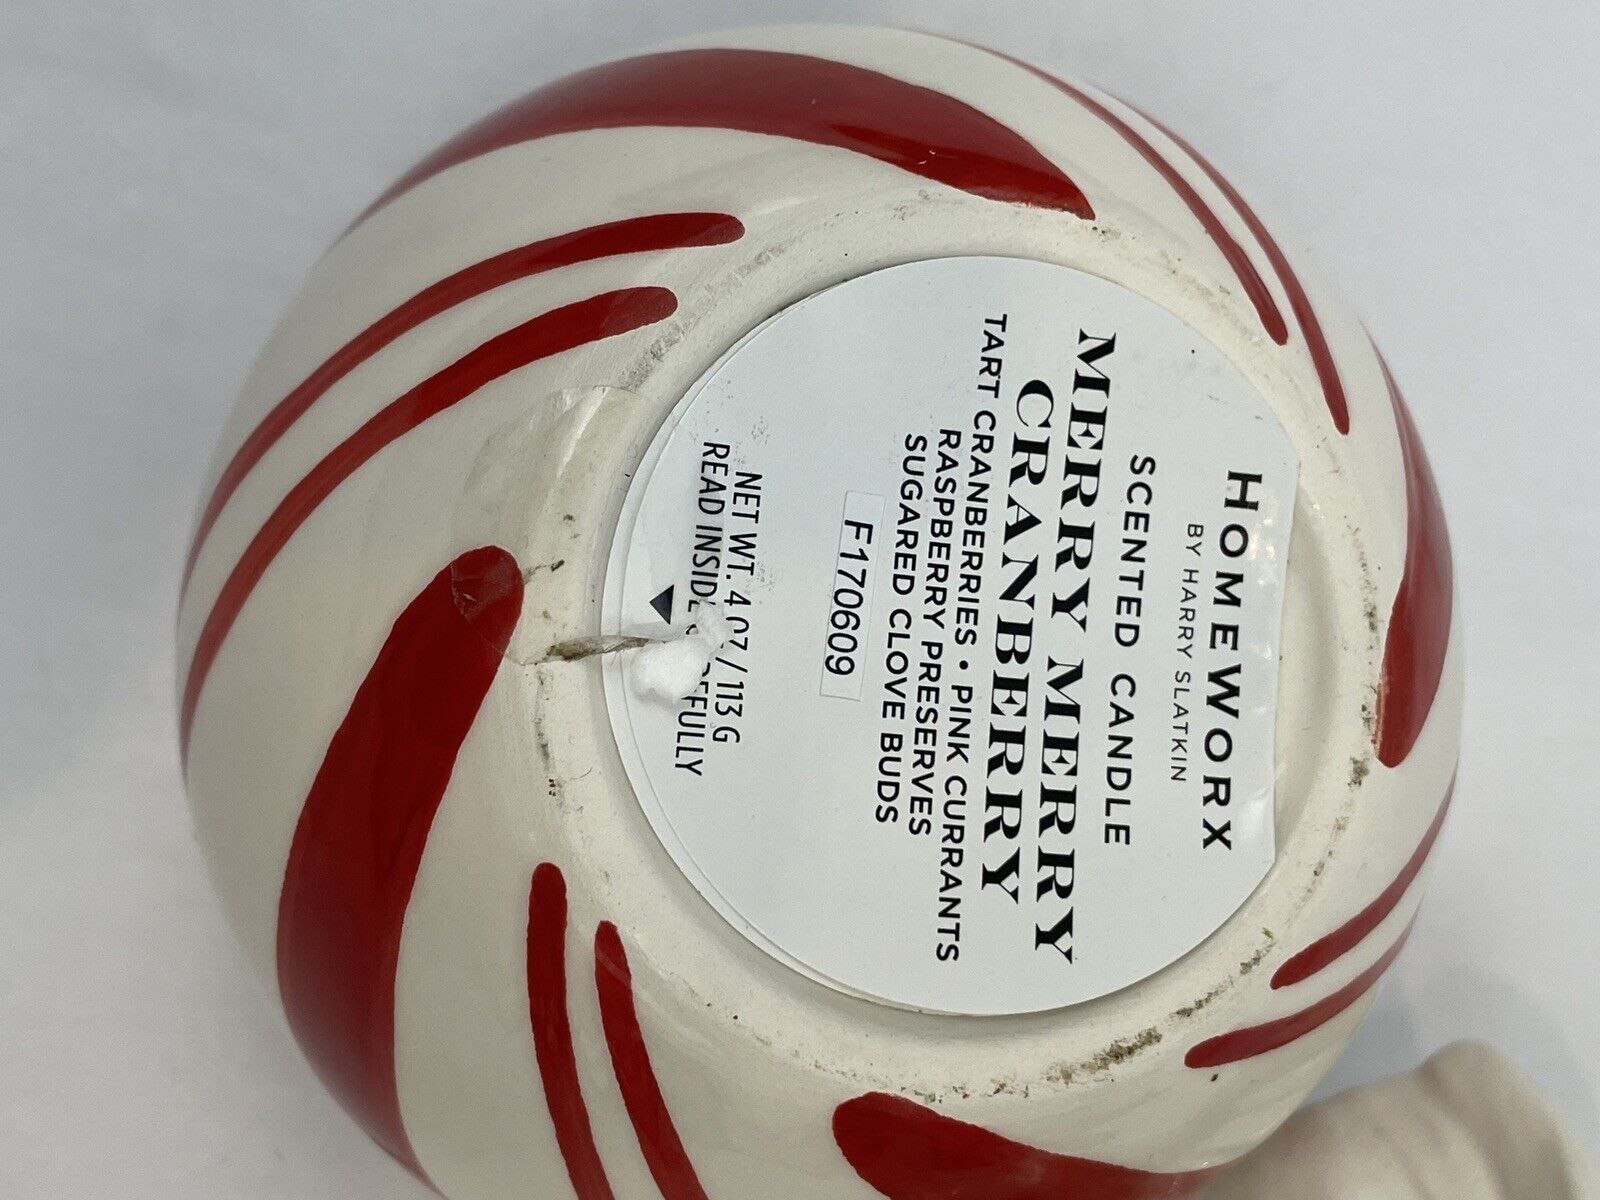 HOMEWORX
BY HARRY SLATKIN
SCENTED CANDLE
MERRY MERRY
CRANBERRY
TART CRANBERRIES • PINK CURRANTS
RASPBERRY PRESERVES
SUGARED CLOVE BUDS
F170609
NET WT. 4 OZ / 113 G
READ INSIDE